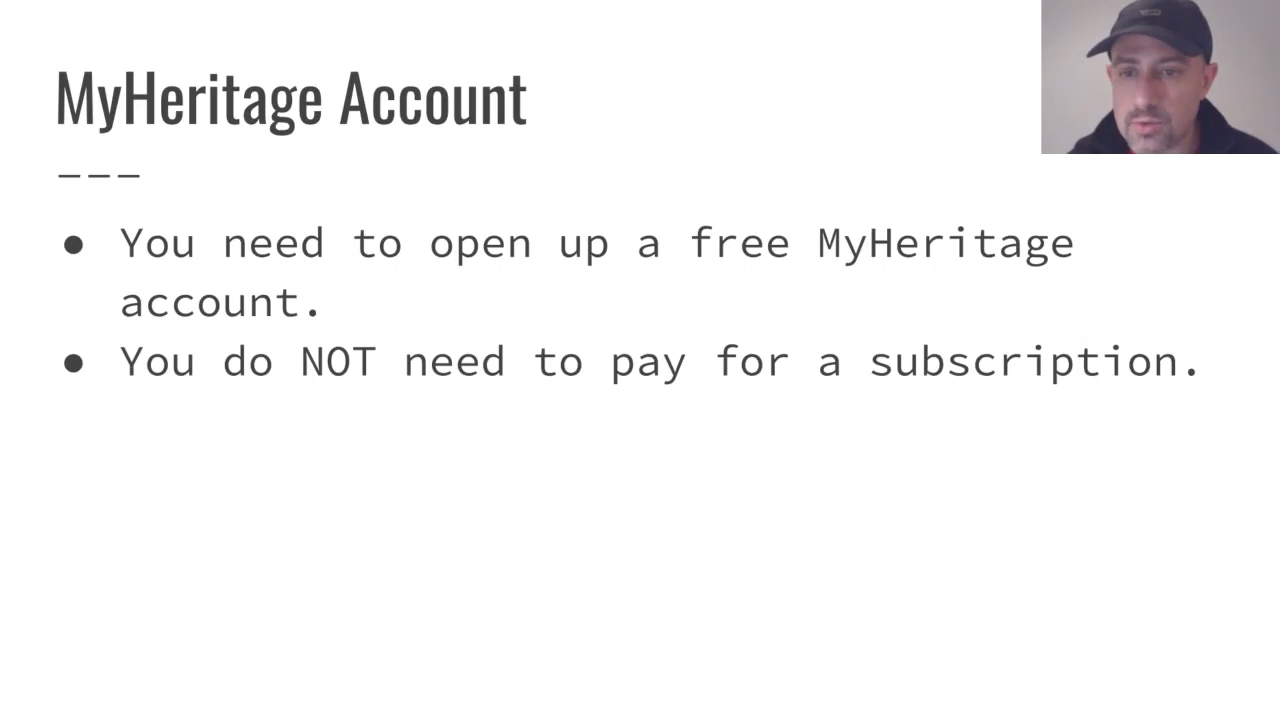 MyHeritage Account
● You need to open up a free MyHeritage
account.
● You do NOT need to pay for a subscription.